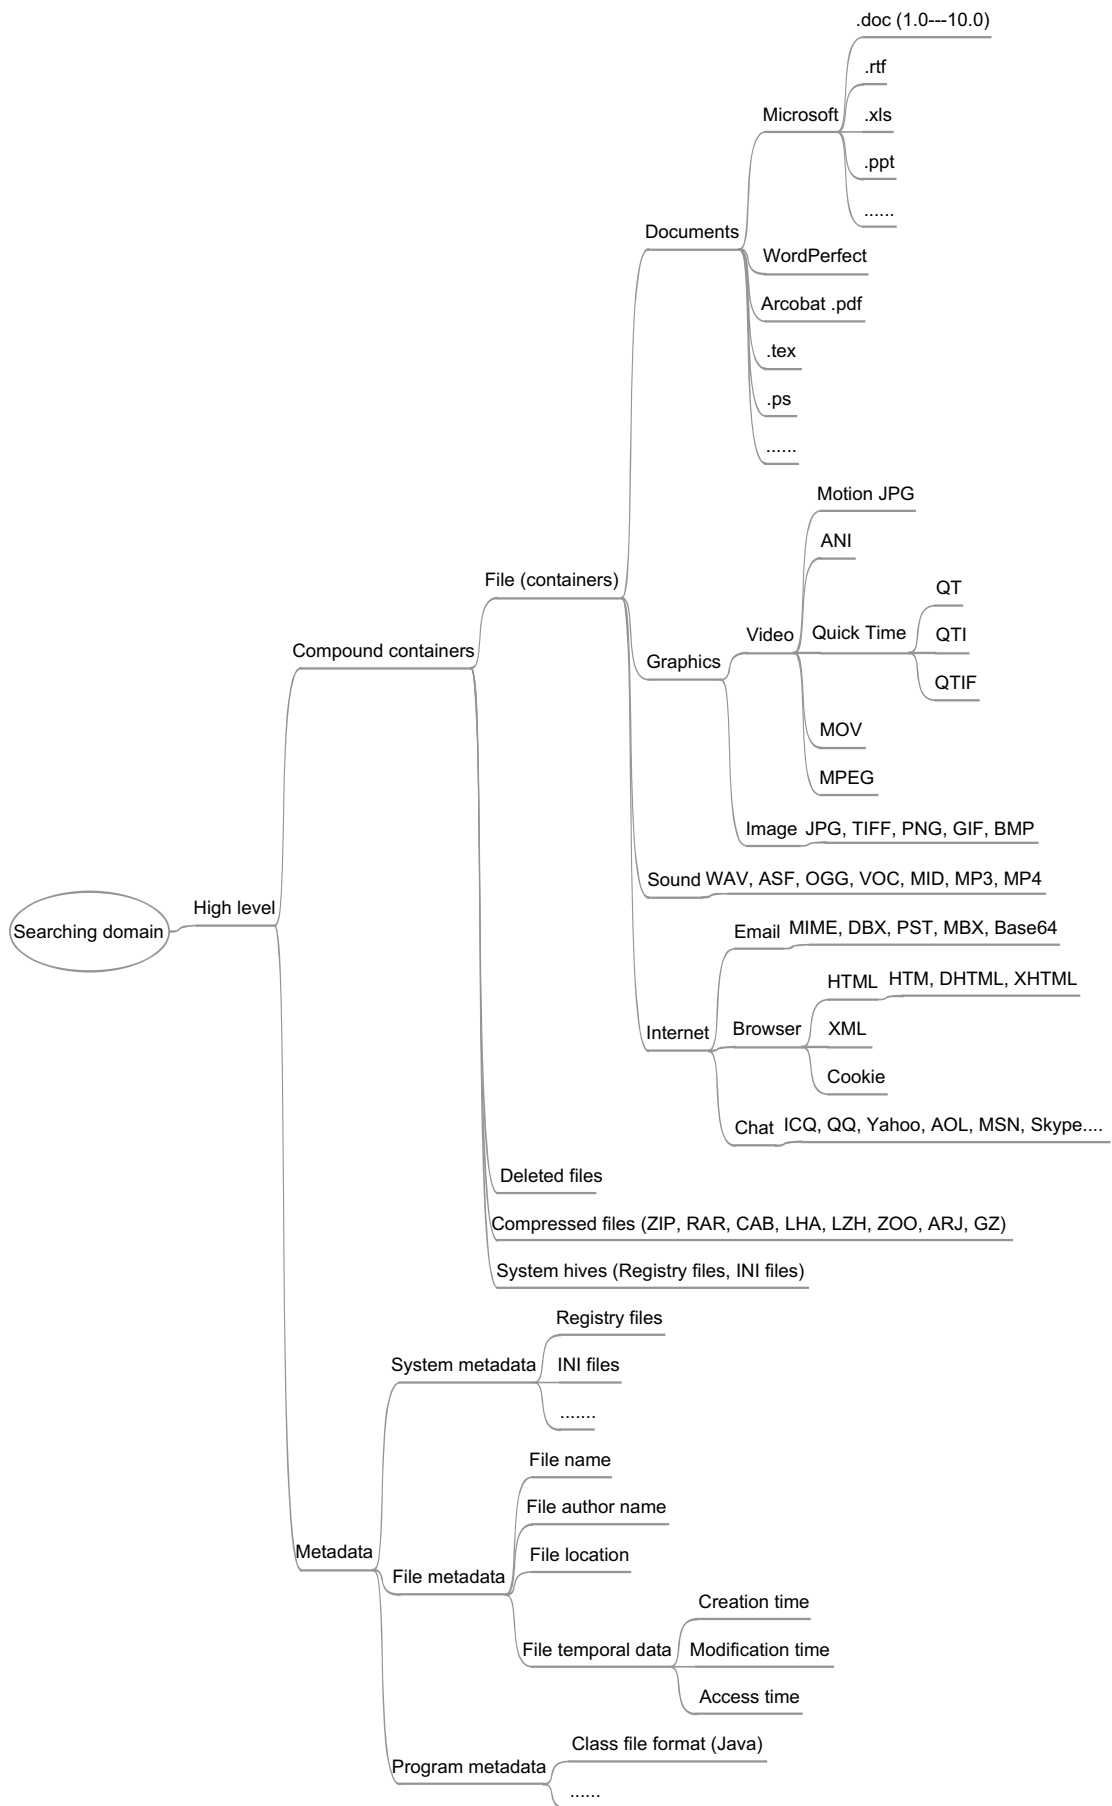 .doc (1.0---10.0)
.rtf
Microsoft
.xls
.ppt
......
Documents
WordPerfect
Arcobat .pdf
.tex
.ps
......
Motion JPG
ANI
File (containers)
QT
Video
Quick Time
QTI
Compound containers
Graphics
QTIF
MOV
MPEG
Image
JPG, TIFF, PNG, GIF, BMP
Sound
WAV, ASF, OGG, VOC, MID, MP3, MP4
High level
Searching domain
Email
MIME, DBX, PST, MBX, Base64
HTML
HTM, DHTML, XHTML
Internet
Browser
XML
Cookie
Chat
ICQ, QQ, Yahoo, AOL, MSN, Skype....
Deleted files
Compressed files (ZIP, RAR, CAB, LHA, LZH, ZOO, ARJ, GZ)
System hives (Registry files, INI files)
Registry files
System metadata
INI files
.......
File name
File author name
Metadata
File location
File metadata
Creation time
File temporal data
Modification time
Access time
Class file format (Java)
Program metadata
......